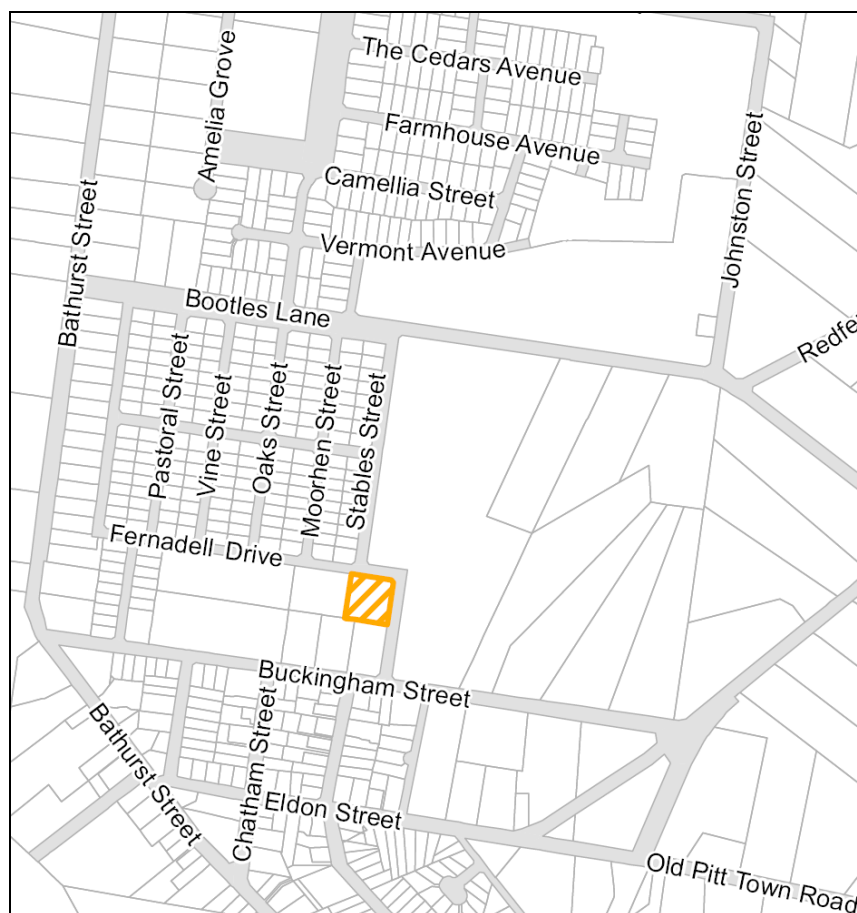 The Cedars Avenue
Amelia Grove
Farmhouse Avenue
Johnston Street
Camellia Street
Bathurst Street
Vermont Avenue
Bootles Lane
Pastoral Street
Vine Street
Oaks Street
Moorhen Street
Stables Street
Fernadell Drive
Buckingham Street
Bathurst Street
Chatham Street
Eldon Street
Old Pitt Town Road